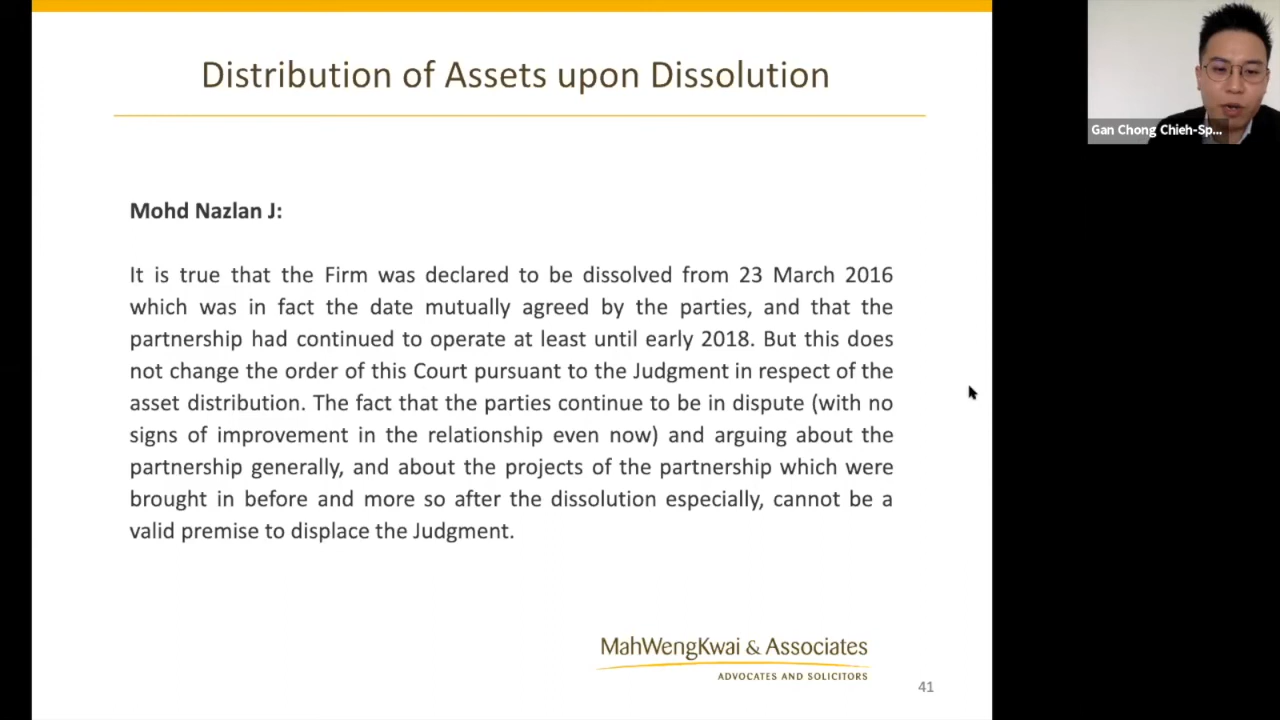 Distribution of Assets upon Dissolution
Gan Chong Chieh-Sp...
Mohd Nazlan J:
It is true that the Firm was declared to be dissolved from 23 March 2016
which was in fact the date mutually agreed by the parties, and that the
partnership had continued to operate at least until early 2018. But this does
not change the order of this Court pursuant to the Judgment in respect of the
asset distribution. The fact that the parties continue to be in dispute (with no
signs of improvement in the relationship even now) and arguing about the
partnership generally, and about the projects of the partnership which were
brought in before and more so after the dissolution especially, cannot be a
valid premise to displace the Judgment.
MahWengKwai & Associates
ADVOCATES AND SOLICITORS
41